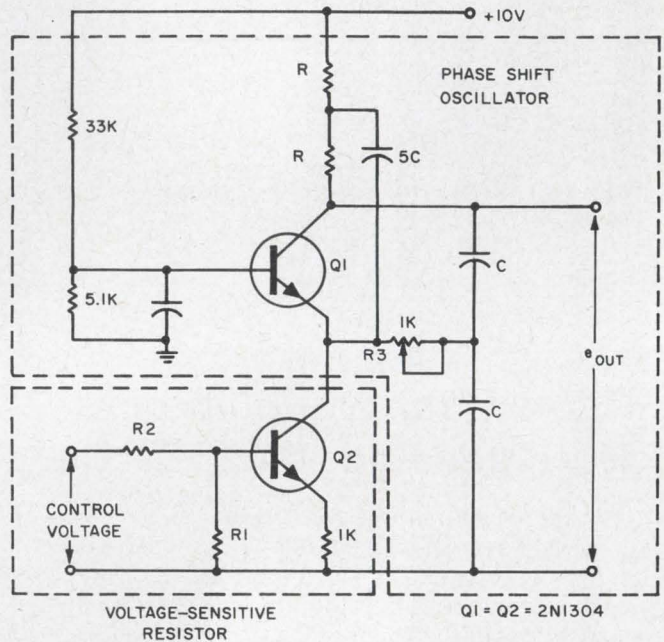 +10V
R
PHASE SHIFT
OSCILLATOR
33K
R
5C
Q1
C
5.1K
1K
R3
e OUT
R2
Q2
C
CONTROL
VOLTAGE
R1
1K
VOLTAGE-SENSITIVE
RESISTOR
Q1 = Q2 = 2N1304